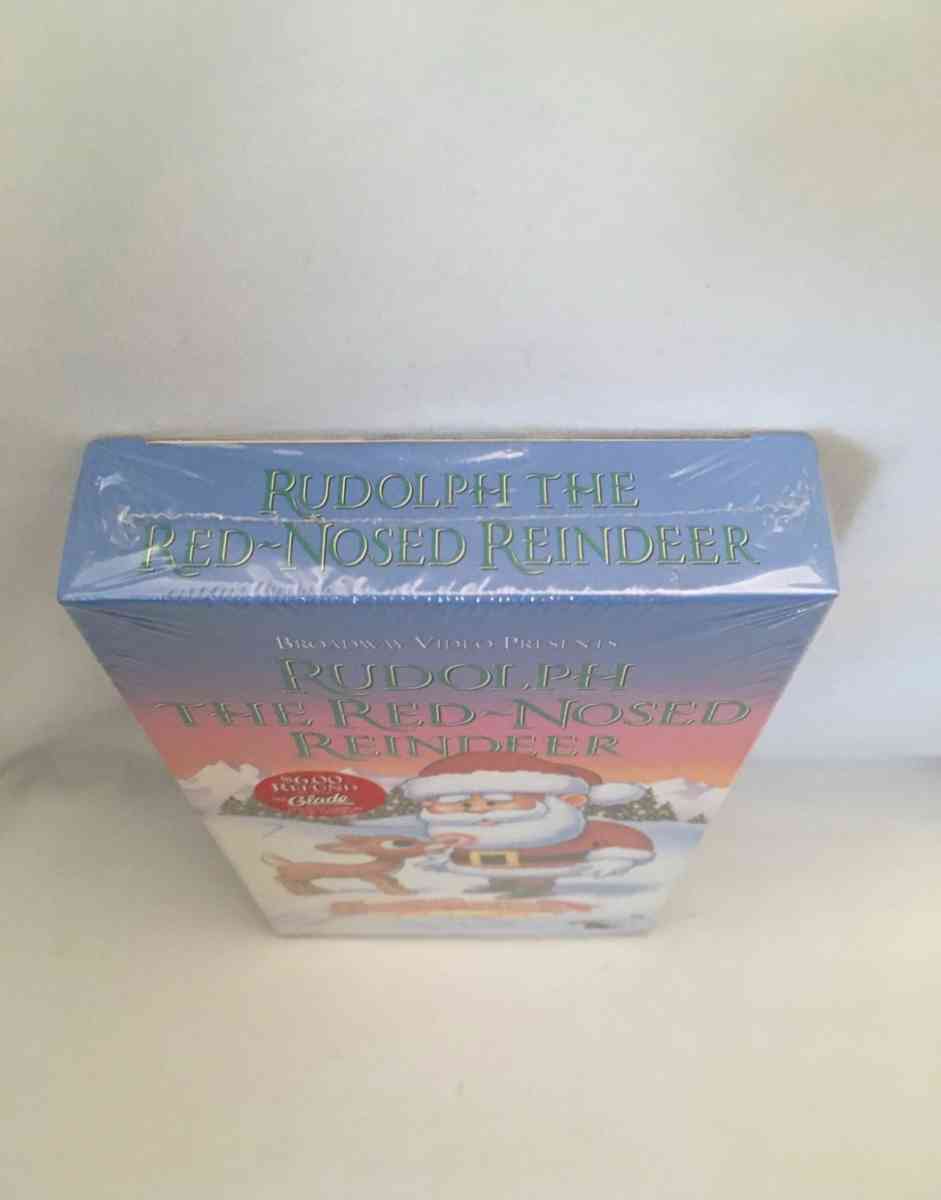 RUDOLPH THE
RED~NOSED REINDEER
BROADWAY VIDEO PRESENTS
RUDOLPH
THE RED~NOSED
REINDEER
$6.00
REFUND
Glade